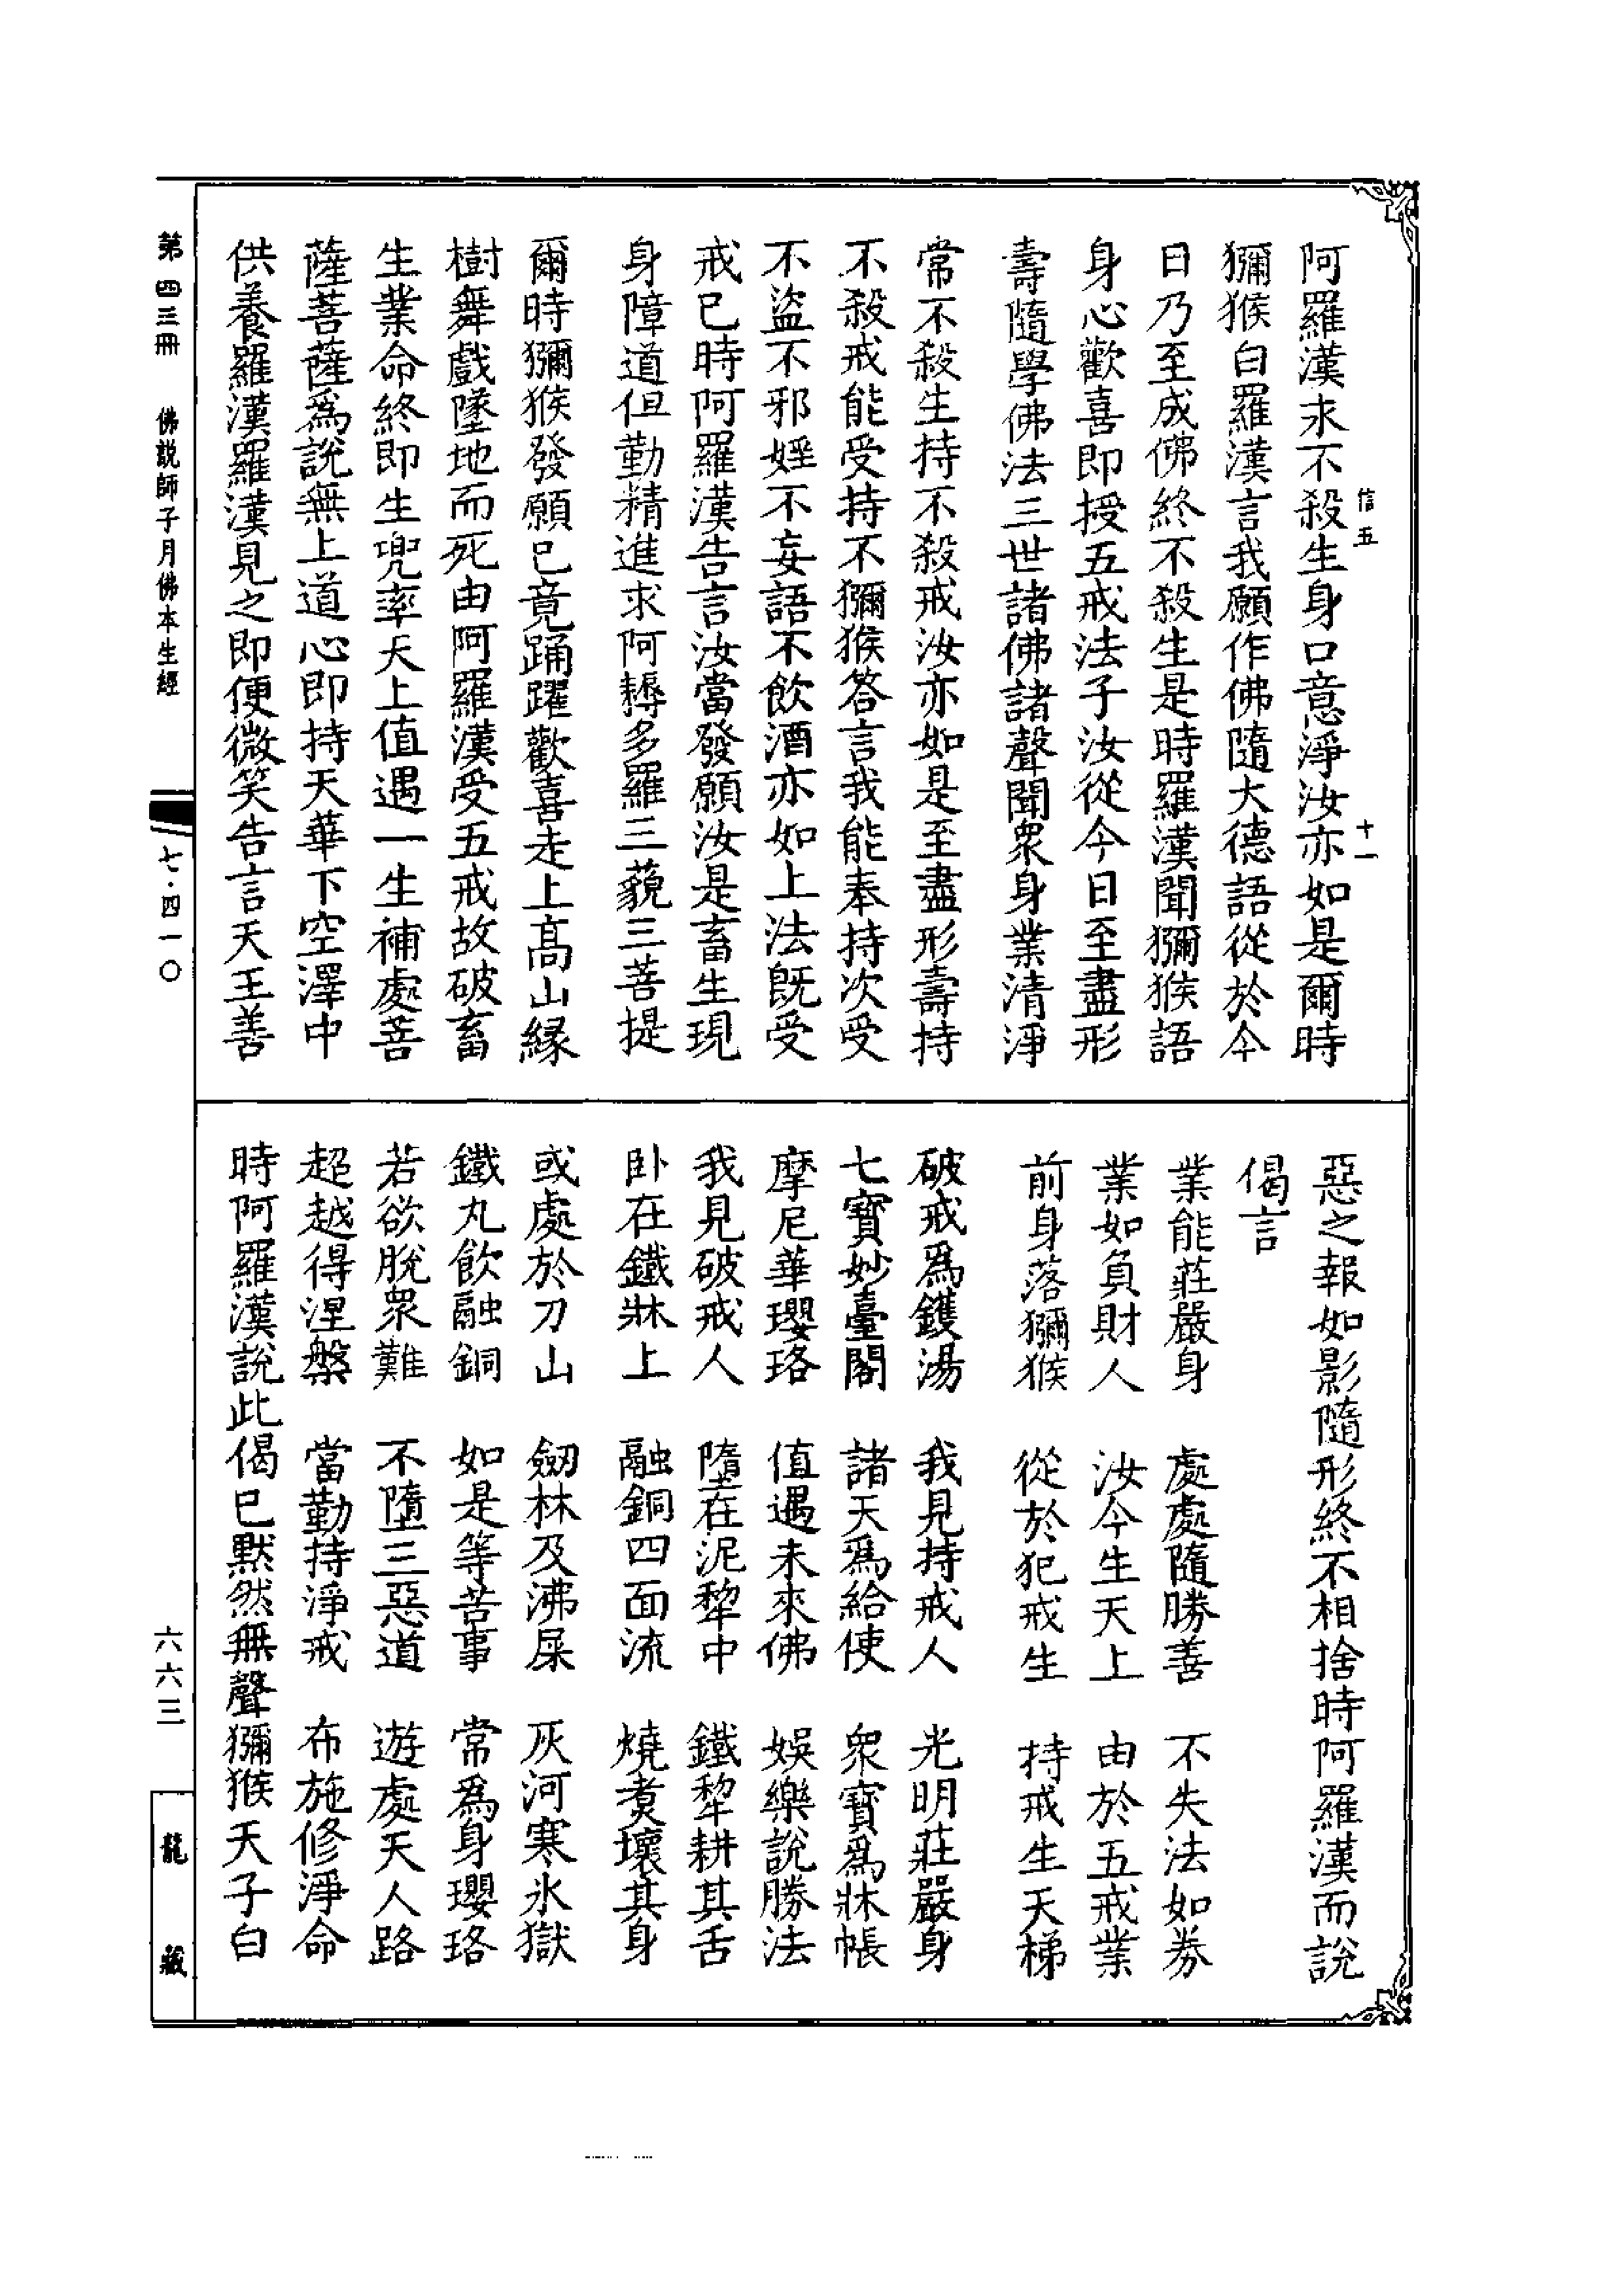 阿羅漢求不殺生身口意淨汝亦如是爾時
獼猴白羅漢言我願作佛隨大德語從於今
日乃至成佛終不殺生是時羅漢聞獼猴語
身心歡喜即授五戒法子汝從今日至盡形
壽隨學佛法三世諸佛諸聲聞衆身業清淨
常不殺生持不殺戒汝亦如是至盡形壽持
不殺戒能受持不獼猴答言我能奉持次受
不盜不邪婬不妄語不飲酒亦如上法既受
戒已時阿羅漢告言汝當發願汝是畜生現
身障道但勤精進求阿耨多羅三藐三菩提
爾時獼猴發願已竟踊躍歡喜走上高山緣
樹舞戲墜地而死由阿羅漢受五戒故破畜
生業命終即生兜率天上值遇一生補處菩
薩菩薩爲說無上道心即持天華下空澤中
供養羅漢羅漢見之即便微笑告言天王善
惡之報如影隨形終不相捨時阿羅漢而說
偈言
業能莊嚴身 處處隨勝善 不失法如券
業如負財人 汝今生天上 由於五戒業
前身落獼猴 從於犯戒生 持戒生天梯
破戒爲鑊湯 我見持戒人 光明莊嚴身
七寶妙臺閣 諸天爲給使 衆寶爲牀帳
摩尼華瓔珞 值遇未來佛 娛樂說勝法
我見破戒人 墮在泥犂中 鐵犂耕其舌
卧在鐵牀上 融銅四面流 燒煑壞其身
或處於刀山 劒林及沸屎 灰河寒氷獄
鐵丸飲融銅 如是等苦事 常爲身瓔珞
若欲脫衆難 不墮三惡道 遊處天人路
超越得涅槃 當勤持淨戒 布施修淨命
時阿羅漢說此偈已默然無聲獼猴天子白
信五
十一
第四三冊 佛説師子月佛本生經
七·四一〇
六六三
龍藏